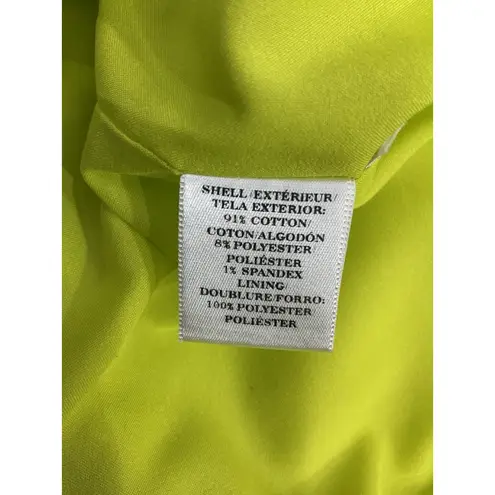 SHELL/EXTÉRIEUR/
TELA EXTERIOR:
91% COTTON/
COTON/ALGODÓN
8% POLYESTER
POLIÉSTER
1% SPANDEX
LINING
DOUBLURE/FORRO:
100% POLYESTER
POLIÉSTER